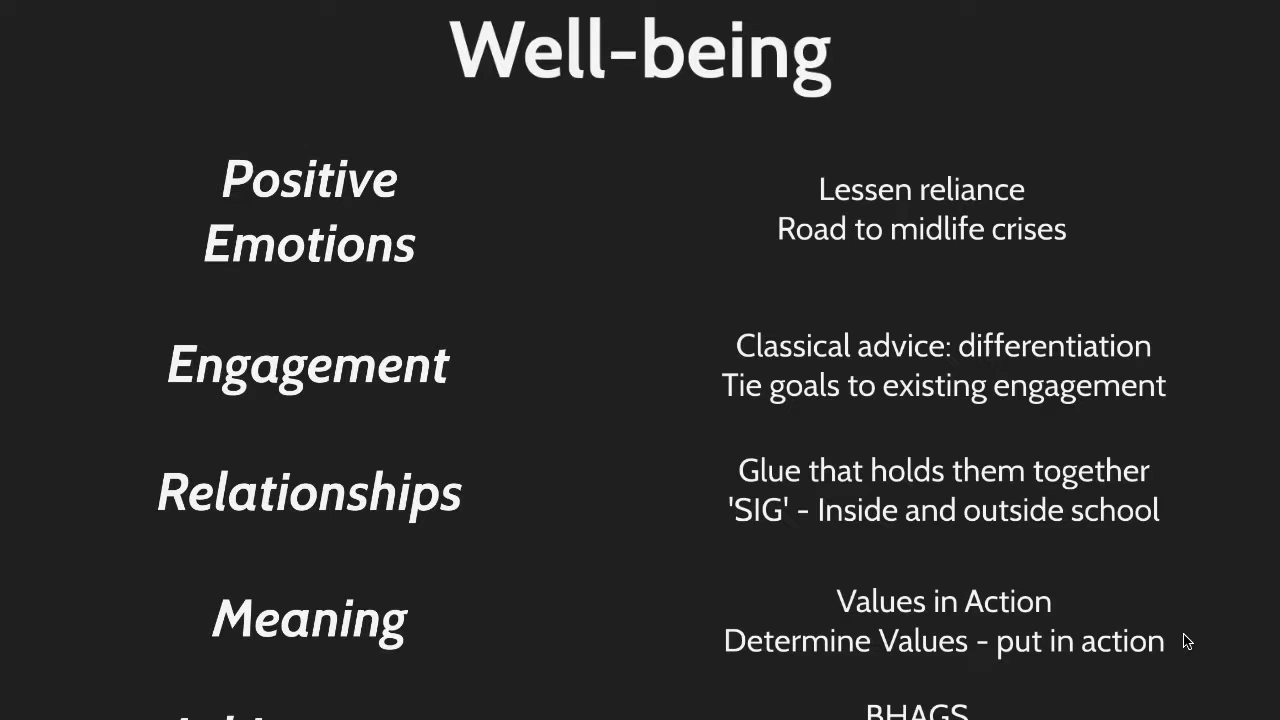 Well-being
Positive
Emotions
Lessen reliance
Road to midlife crises
Engagement
Classical advice: differentiation
Tie goals to existing engagement
Relationships
Glue that holds them together
'SIG' - Inside and outside school
Meaning
Values in Action
Determine Values - put in action
BHAGS